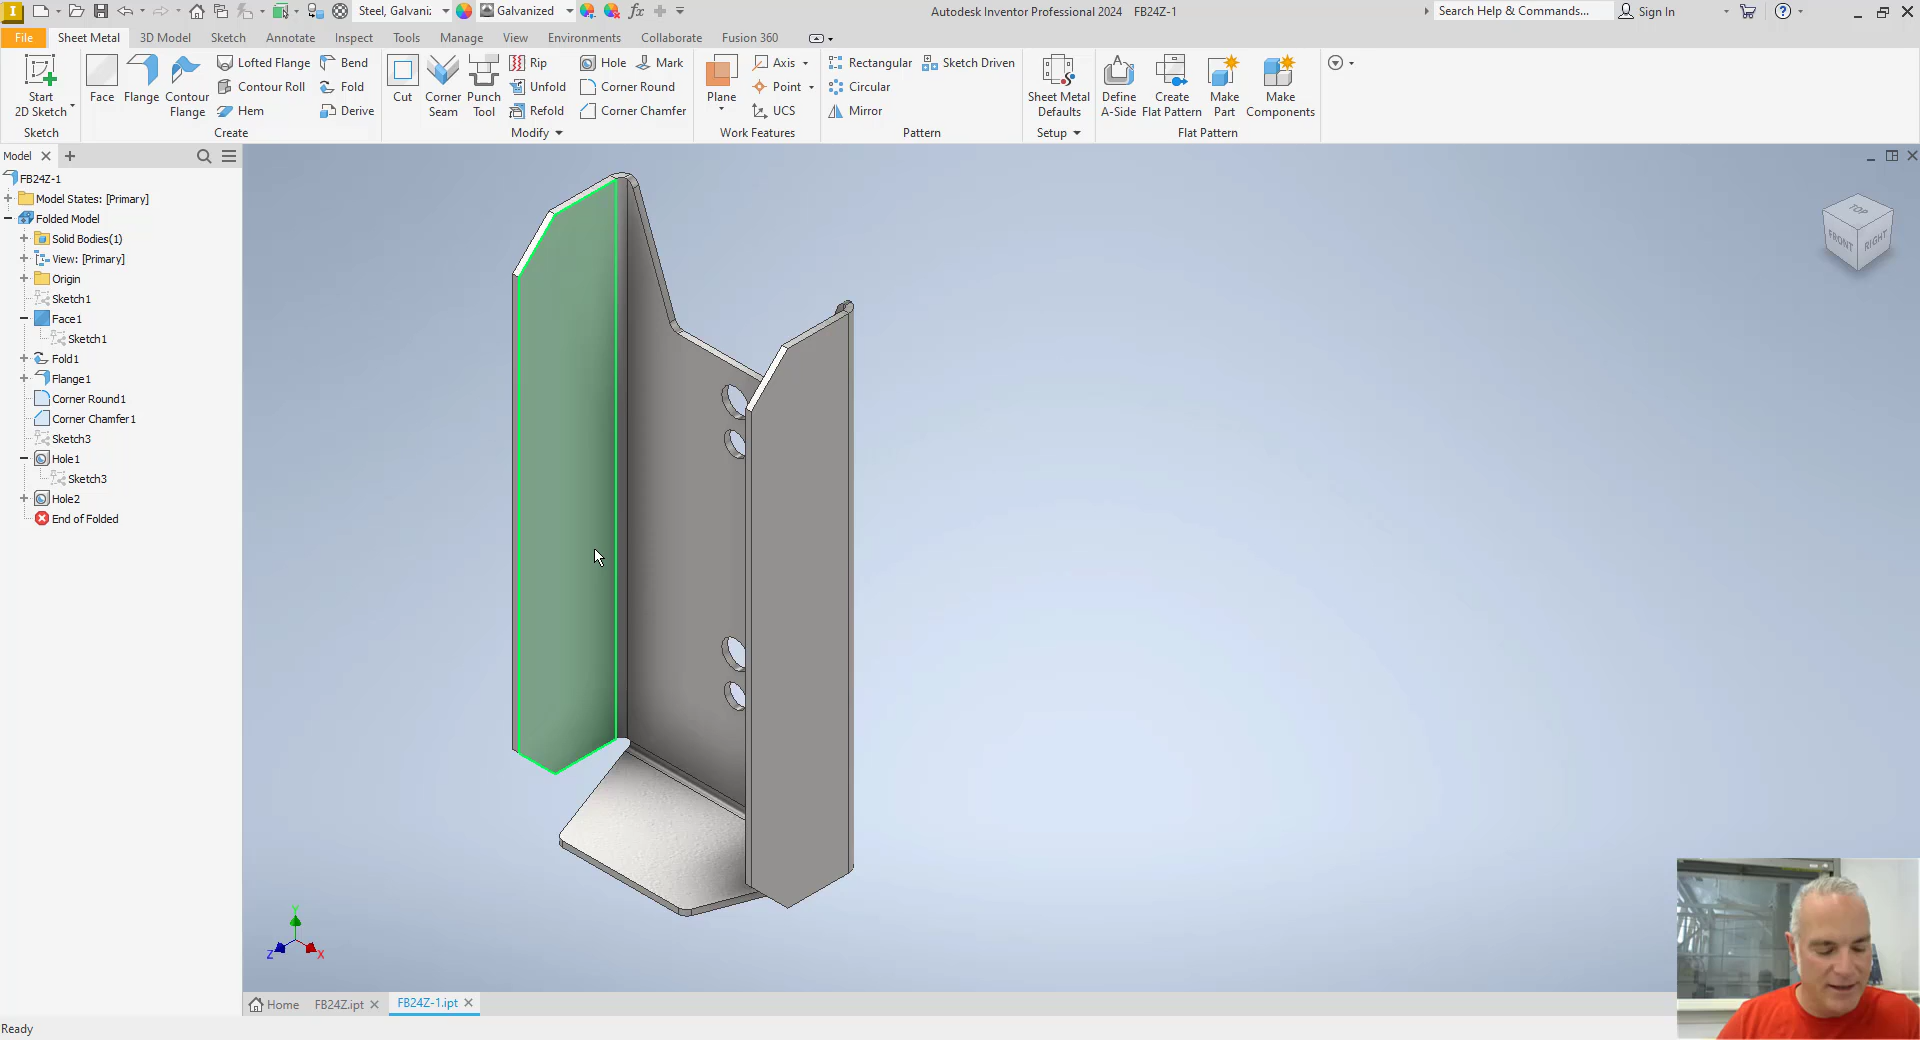 Steel, Galvani: Galvanized fx Autodesk Inventor Professional 2024 FB24Z-1 Search Help & Commands... Sign In
File Sheet Metal 3D Model Sketch Annotate Inspect Tools Manage View Environments Collaborate Fusion 360
Start 2D Sketch
Face
Flange
Contour Flange
Lofted Flange
Contour Roll
Hem
Bend
Fold
Derive
Cut
Corner Seam
Punch Tool
Rip
Unfold
Refold
Hole
Mark
Corner Round
Corner Chamfer
Plane
Axis
Point
UCS
Rectangular
Circular
Mirror
Sketch Driven
Sheet Metal Defaults
Define A-Side
Create Flat Pattern
Make Part
Make Components
Sketch Create Modify Work Features Pattern Setup Flat Pattern
Model
FB24Z-1
Model States: [Primary]
Folded Model
Solid Bodies(1)
View: [Primary]
Origin
Sketch1
Face1
Sketch1
Fold1
Flange1
Corner Round1
Corner Chamfer1
Sketch3
Hole1
Sketch3
Hole2
End of Folded
TOP
FRONT
RIGHT
Y
Z
X
Home FB24Z.ipt FB24Z-1.ipt
Ready